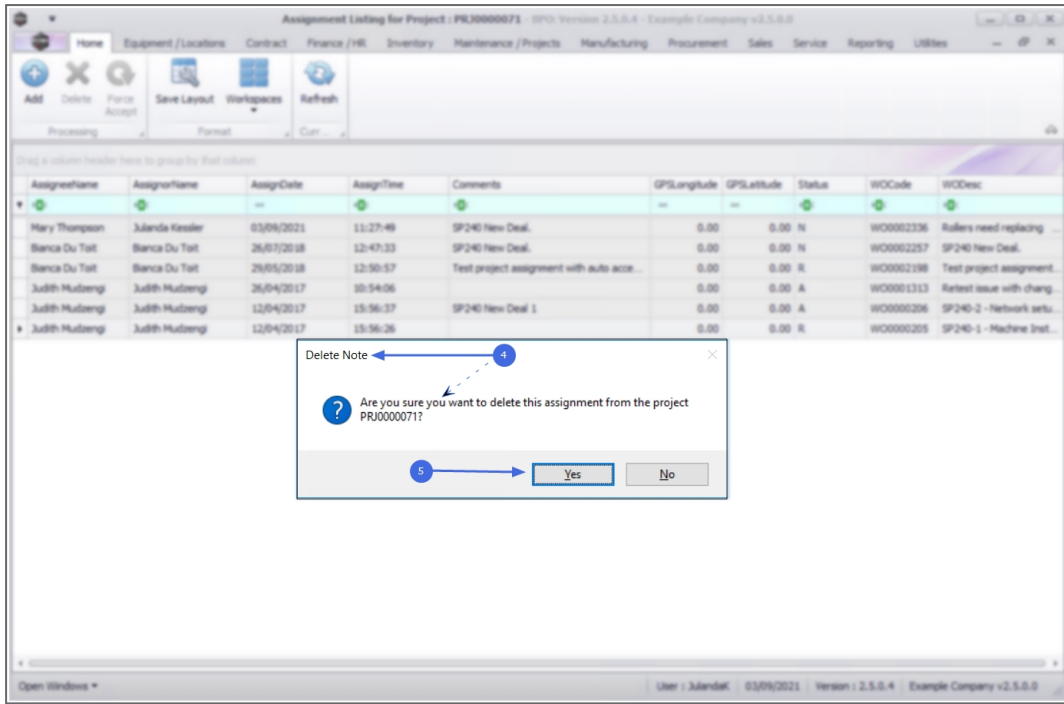 Assignment Listing for Project : PRJ0000071 - BPO: Version 2.5.0.4 - Example Company v2.5.0.0
Home Equipment / Locations Contract Finance / HR Inventory Maintenance / Projects Manufacturing Procurement Sales Service Reporting Utilities
Add Delete Force Accept Save Layout Workspaces Refresh
Processing Format Curr ...
Drag a column header here to group by that column
AssigneeName AssignorName AssignDate AssignTime Comments GPSLongitude GPSLatitude Status WOCode WODesc
Mary Thompson Julanda Kessler 03/09/2021 11:27:49 SP240 New Deal. 0.00 0.00 N WO0002336 Rollers need replacing ...
Bianca Du Toit Bianca Du Toit 26/07/2018 12:47:33 SP240 New Deal. 0.00 0.00 N WO0002257 SP240 New Deal.
Bianca Du Toit Bianca Du Toit 29/05/2018 12:50:57 Test project assignment with auto acce... 0.00 0.00 R WO0002198 Test project assignment...
Judith Mudzengi Judith Mudzengi 26/04/2017 10:54:06 0.00 0.00 A WO0001313 Retest issue with chang...
Judith Mudzengi Judith Mudzengi 12/04/2017 15:56:37 SP240 New Deal 1 0.00 0.00 A WO0000206 SP240-2 - Network setu...
Judith Mudzengi Judith Mudzengi 12/04/2017 15:56:26 0.00 0.00 R WO0000205 SP240-1 - Machine Inst...
Delete Note 4
Are you sure you want to delete this assignment from the project
PRJ0000071?
5 Yes No
Open Windows User : JulandaK 03/09/2021 Version : 2.5.0.4 Example Company v2.5.0.0